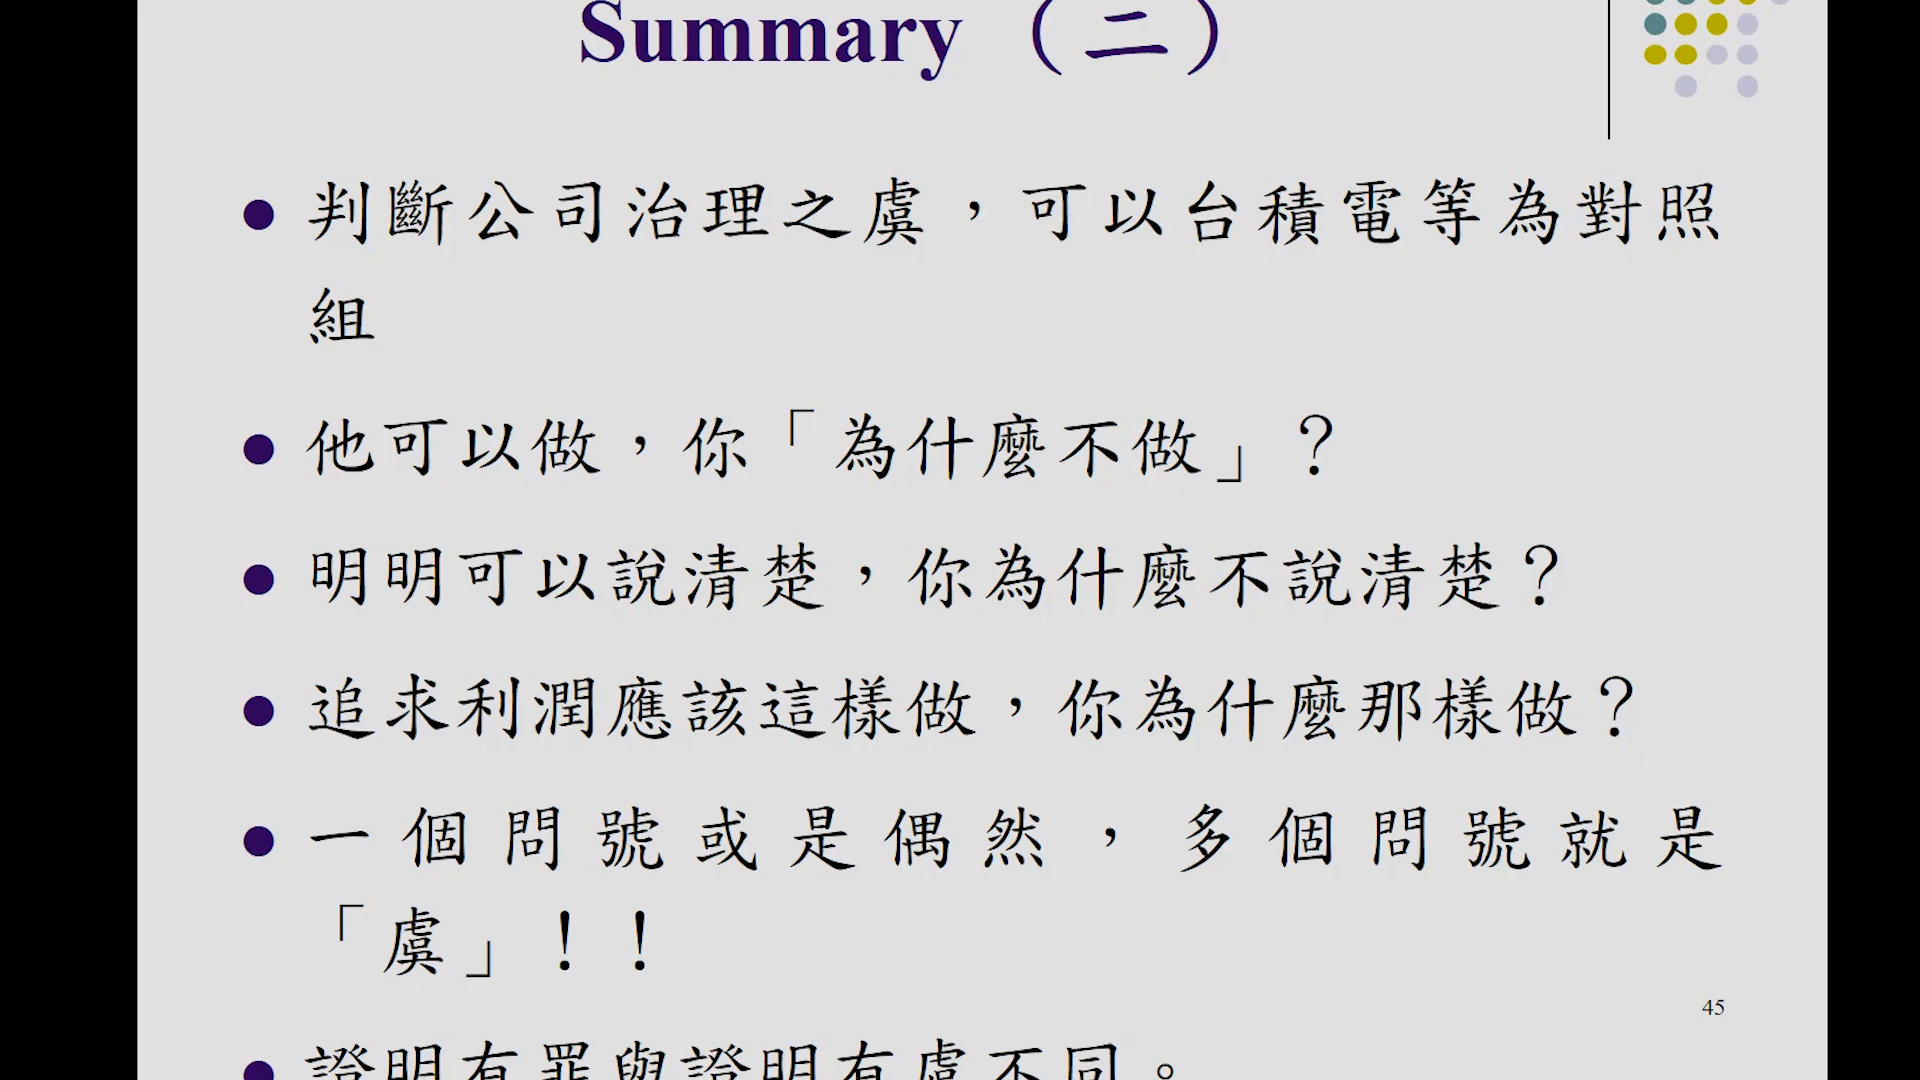 Summary （二）
判斷公司治理之虞，可以台積電等為對照
組
他可以做，你「為什麼不做」？
明明可以說清楚，你為什麼不說清楚？
追求利潤應該這樣做，你為什麼那樣做？
一個問號或是偶然，多個問號就是
「虞」！！
45
證明有罪與證明有虞不同。